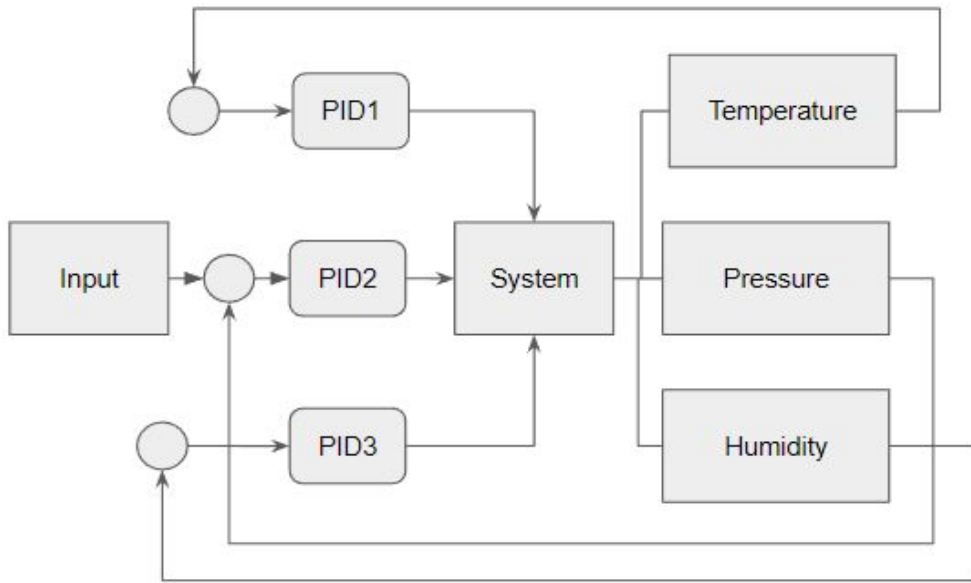 PID1
Temperature
Input
PID2
System
Pressure
PID3
Humidity